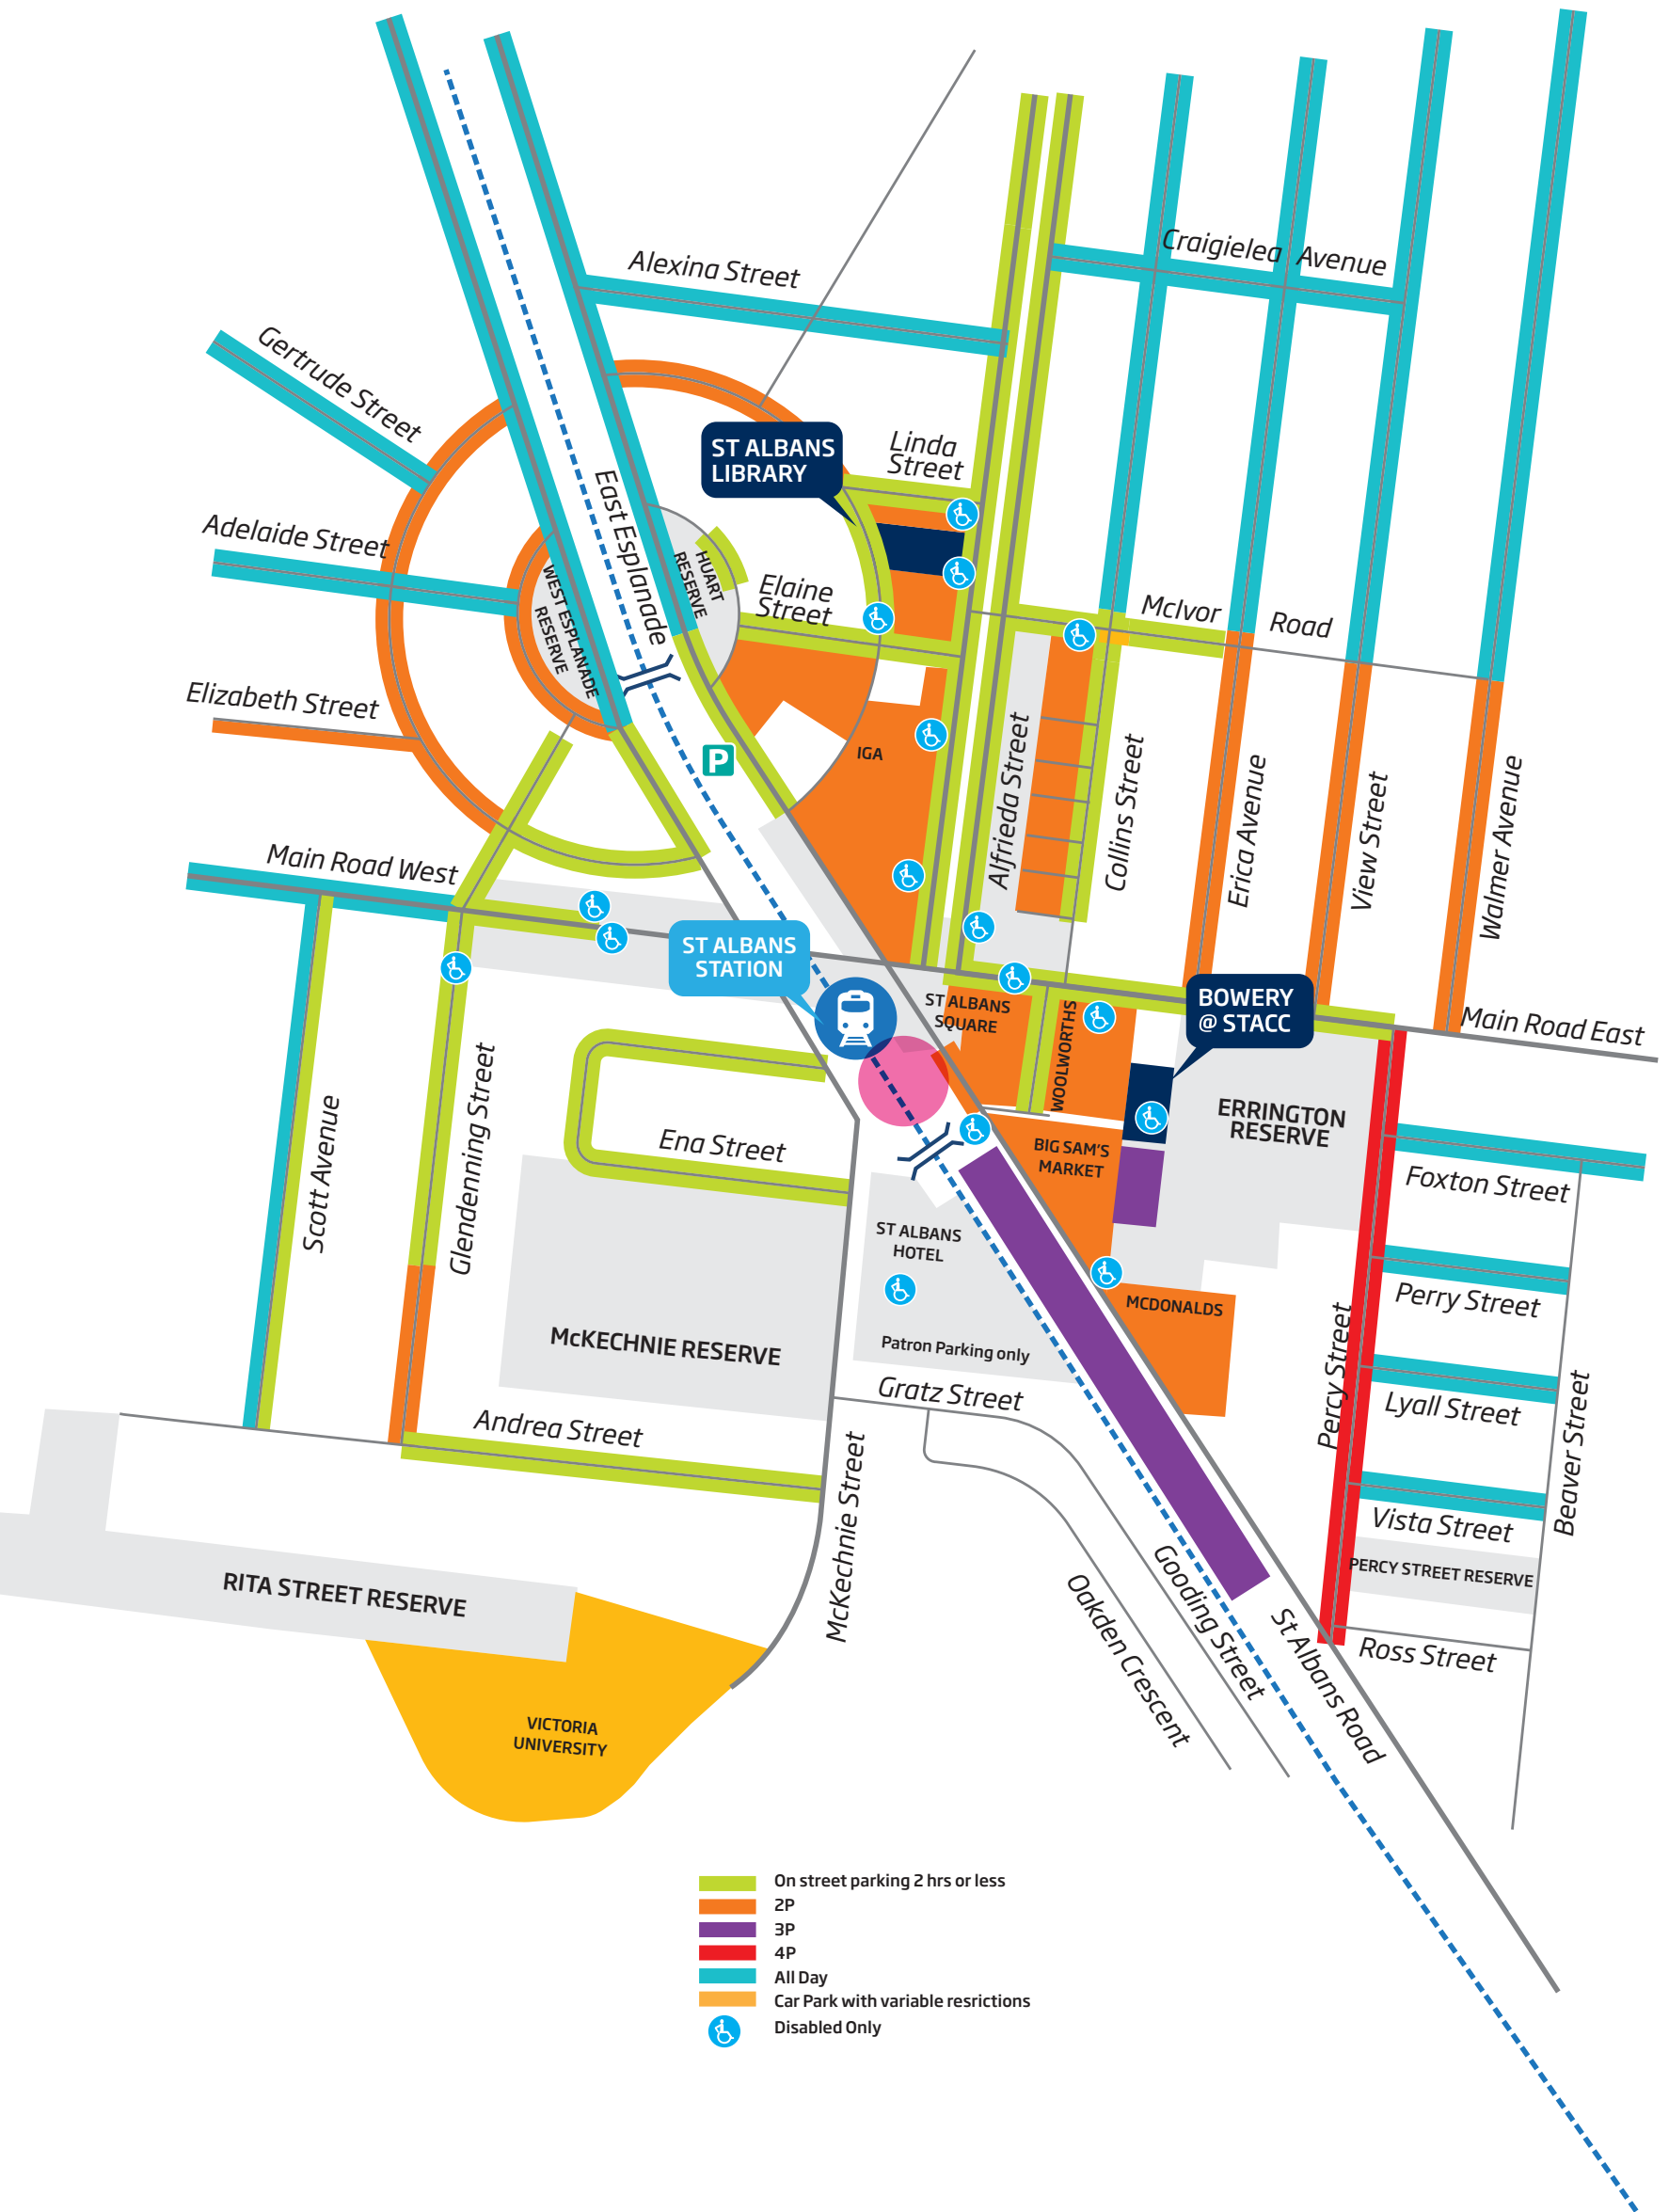 Craigielea Avenue
Alexina Street
Gertrude Street
Linda
Street
ST ALBANS
LIBRARY
East Esplanade
Adelaide Street
HUART
RESERVE
WEST ESPLANADE
RESERVE
Elaine
Street
McIvor Road
Elizabeth Street
IGA
P
Alfrieda Street
Collins Street
Erica Avenue
View Street
Walmer Avenue
Main Road West
ST ALBANS
STATION
ST ALBANS
SQUARE
WOOLWORTHS
BOWERY
@ STACC
Main Road East
ERRINGTON
RESERVE
Scott Avenue
Glendenning Street
Ena Street
BIG SAM'S
MARKET
Foxton Street
ST ALBANS
HOTEL
Patron Parking only
MCDONALDS
Perry Street
McKECHNIE RESERVE
Percy Street
Lyall Street
Gratz Street
Andrea Street
Beaver Street
McKechnie Street
Vista Street
PERCY STREET RESERVE
RITA STREET RESERVE
Oakden Crescent
Gooding Street
St Albans Road
Ross Street
VICTORIA
UNIVERSITY
On street parking 2 hrs or less
2P
3P
4P
All Day
Car Park with variable resrictions
Disabled Only